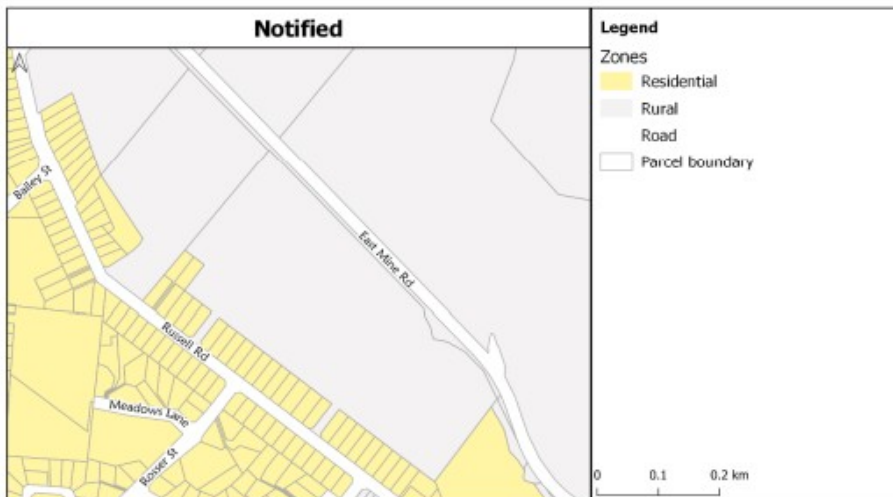 Notified
Legend
Zones
Residential
Rural
Road
Parcel boundary
Bailey St
East Mine Rd
Russell Rd
Meadows Lane
Rosser St
0 0.1 0.2 km